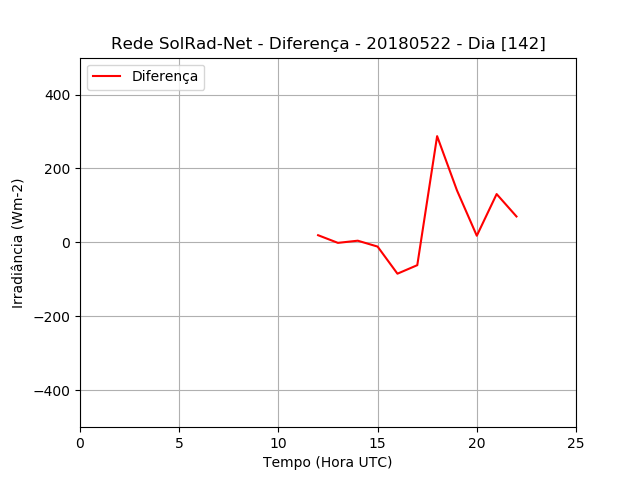 Rede SolRad-Net - Diferença - 20180522 - Dia [142]
Diferença
400
200
0
−200
−400
Irradiância (Wm-2)
0 5 10 15 20 25
Tempo (Hora UTC)